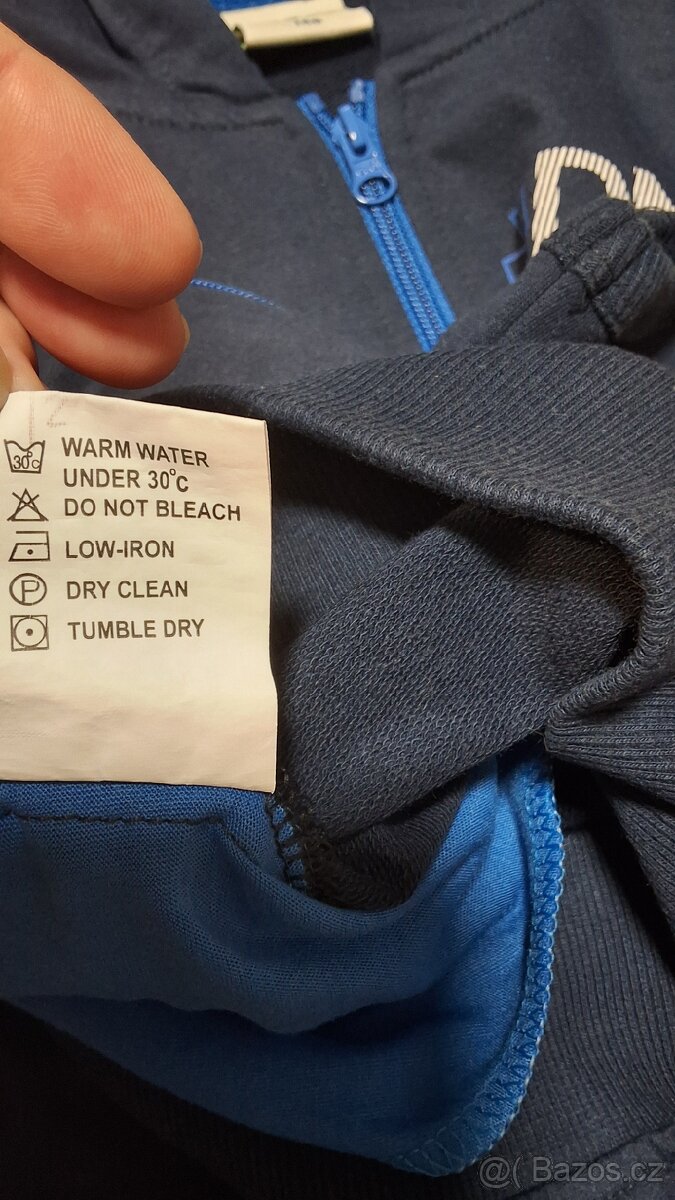 WARM WATER
30°C
UNDER 30°C
DO NOT BLEACH
LOW-IRON
P
DRY CLEAN
TUMBLE DRY
@( Bazos.cz